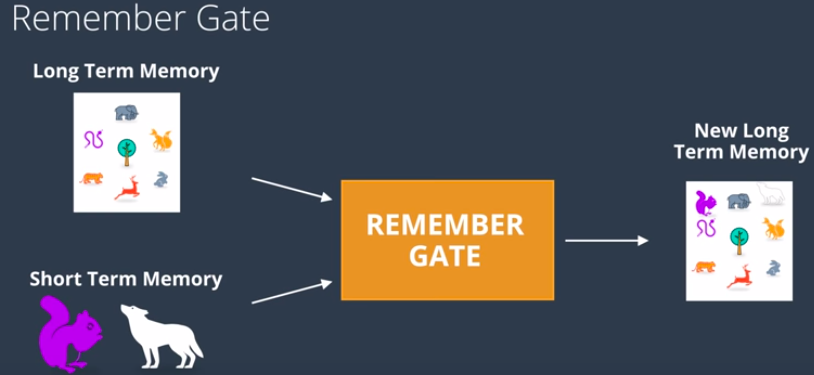 Remember Gate
Long Term Memory
Short Term Memory
REMEMBER
GATE
New Long
Term Memory